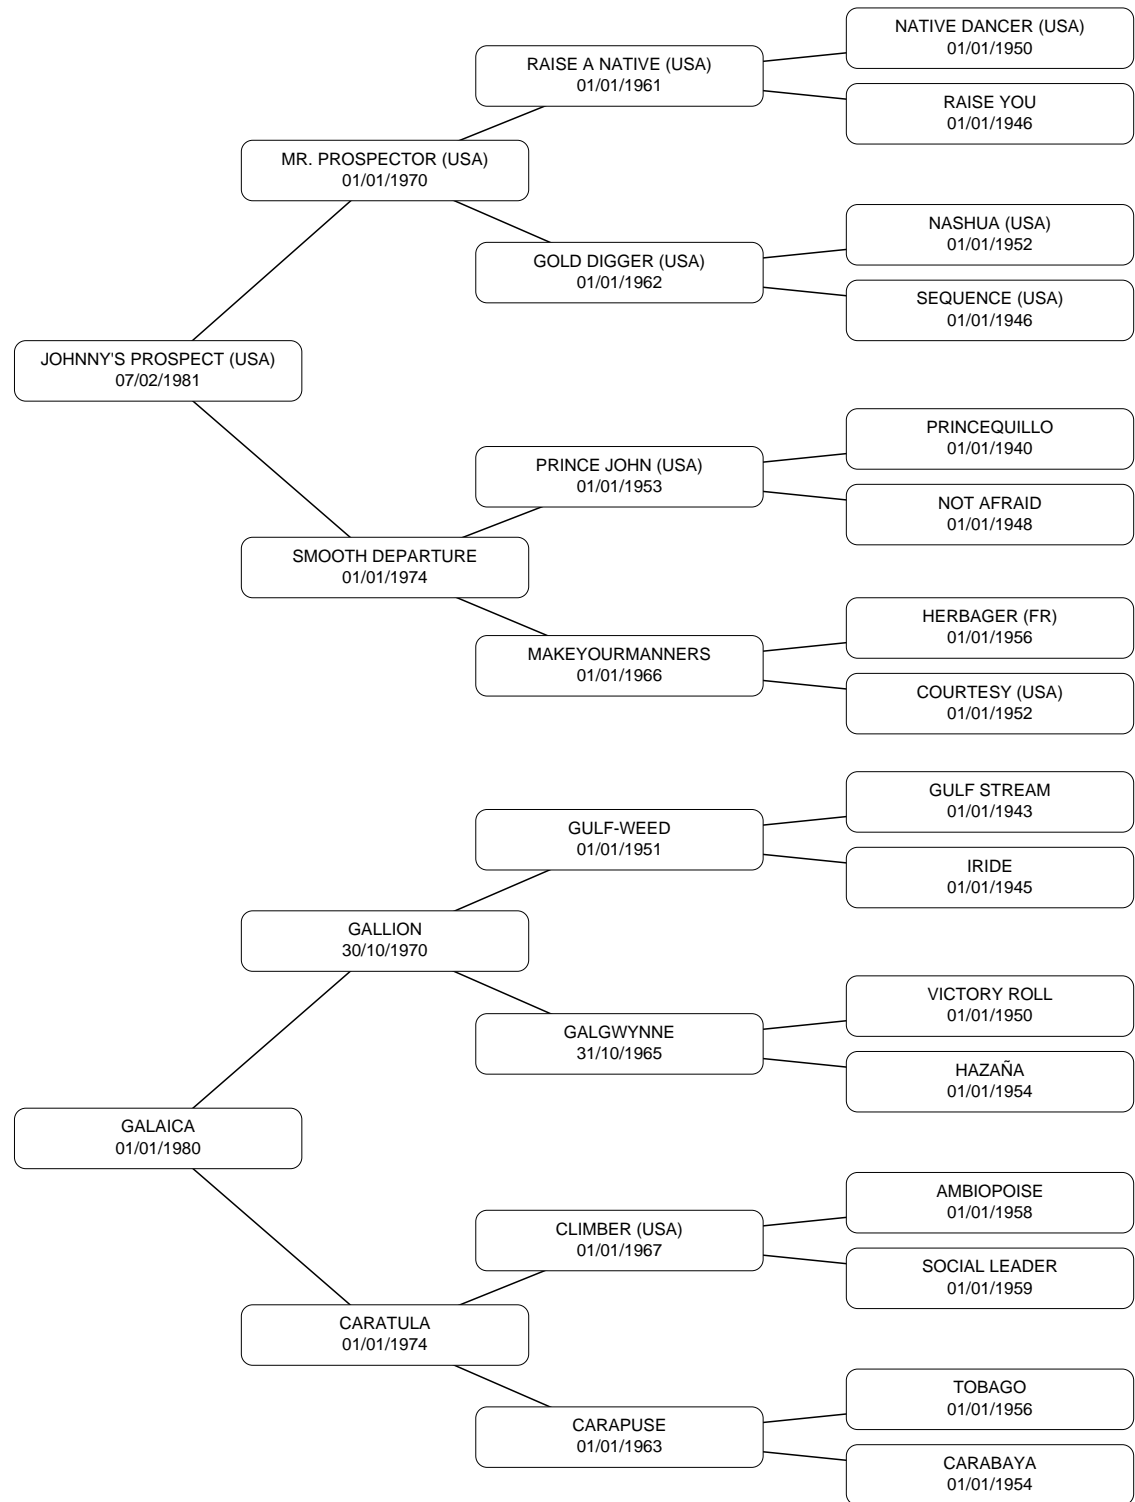 NATIVE DANCER (USA)
01/01/1950
RAISE A NATIVE (USA)
01/01/1961
RAISE YOU
01/01/1946
MR. PROSPECTOR (USA)
01/01/1970
NASHUA (USA)
01/01/1952
GOLD DIGGER (USA)
01/01/1962
SEQUENCE (USA)
01/01/1946
JOHNNY'S PROSPECT (USA)
07/02/1981
PRINCEQUILLO
01/01/1940
PRINCE JOHN (USA)
01/01/1953
NOT AFRAID
01/01/1948
SMOOTH DEPARTURE
01/01/1974
HERBAGER (FR)
01/01/1956
MAKEYOURMANNERS
01/01/1966
COURTESY (USA)
01/01/1952
GULF STREAM
01/01/1943
GULF-WEED
01/01/1951
IRIDE
01/01/1945
GALLION
30/10/1970
VICTORY ROLL
01/01/1950
GALGWYNNE
31/10/1965
HAZAÑA
01/01/1954
GALAICA
01/01/1980
AMBIOPOISE
01/01/1958
CLIMBER (USA)
01/01/1967
SOCIAL LEADER
01/01/1959
CARATULA
01/01/1974
TOBAGO
01/01/1956
CARAPUSE
01/01/1963
CARABAYA
01/01/1954